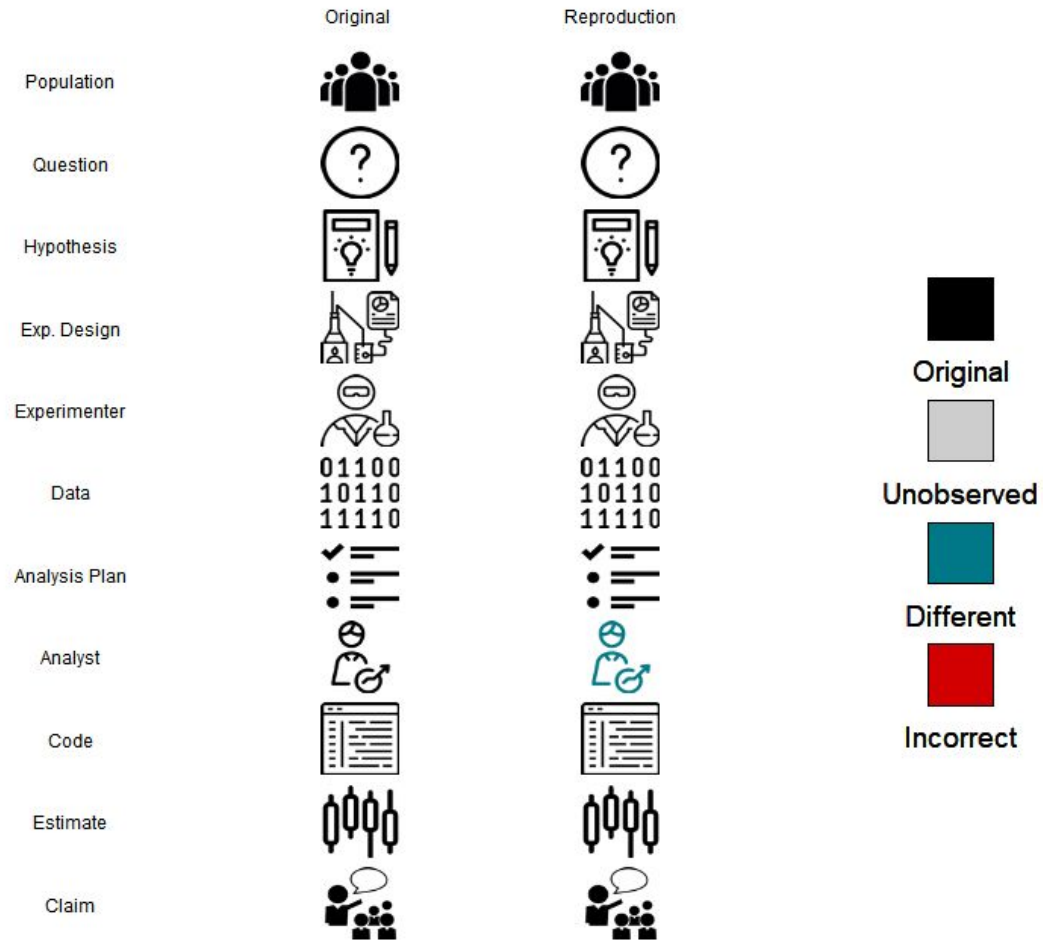 Original Reproduction
Population
Question
?
?
Hypothesis
Exp. Design
Experimenter
Data
01100 01100
10110 10110
11110 11110
Analysis Plan
Analyst
Code
Estimate
Claim
Original
Unobserved
Different
Incorrect